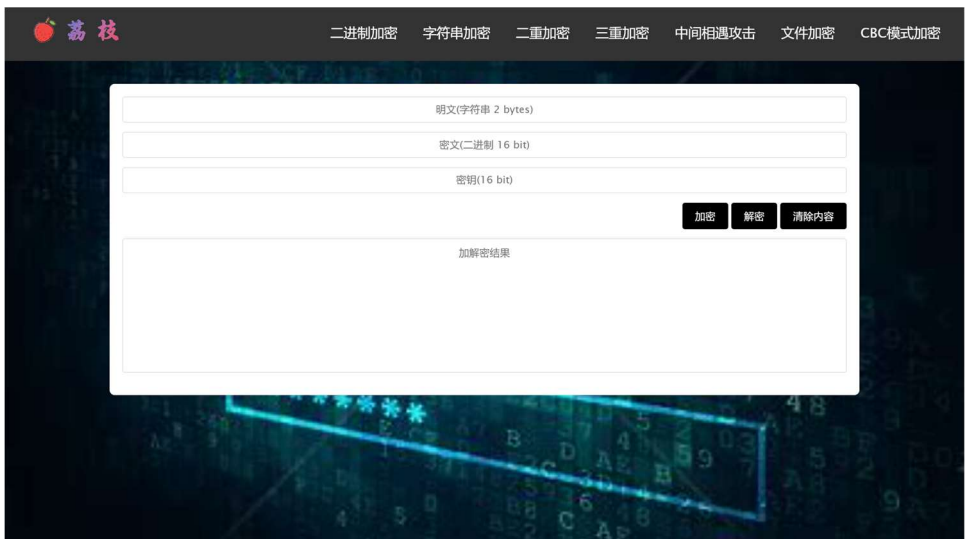 荔枝 二进制加密 字符串加密 二重加密 三重加密 中间相遇攻击 文件加密 CBC模式加密
明文(字符串 2 bytes)
密文(二进制 16 bit)
密钥(16 bit)
加密 解密 清除内容
加解密结果
******